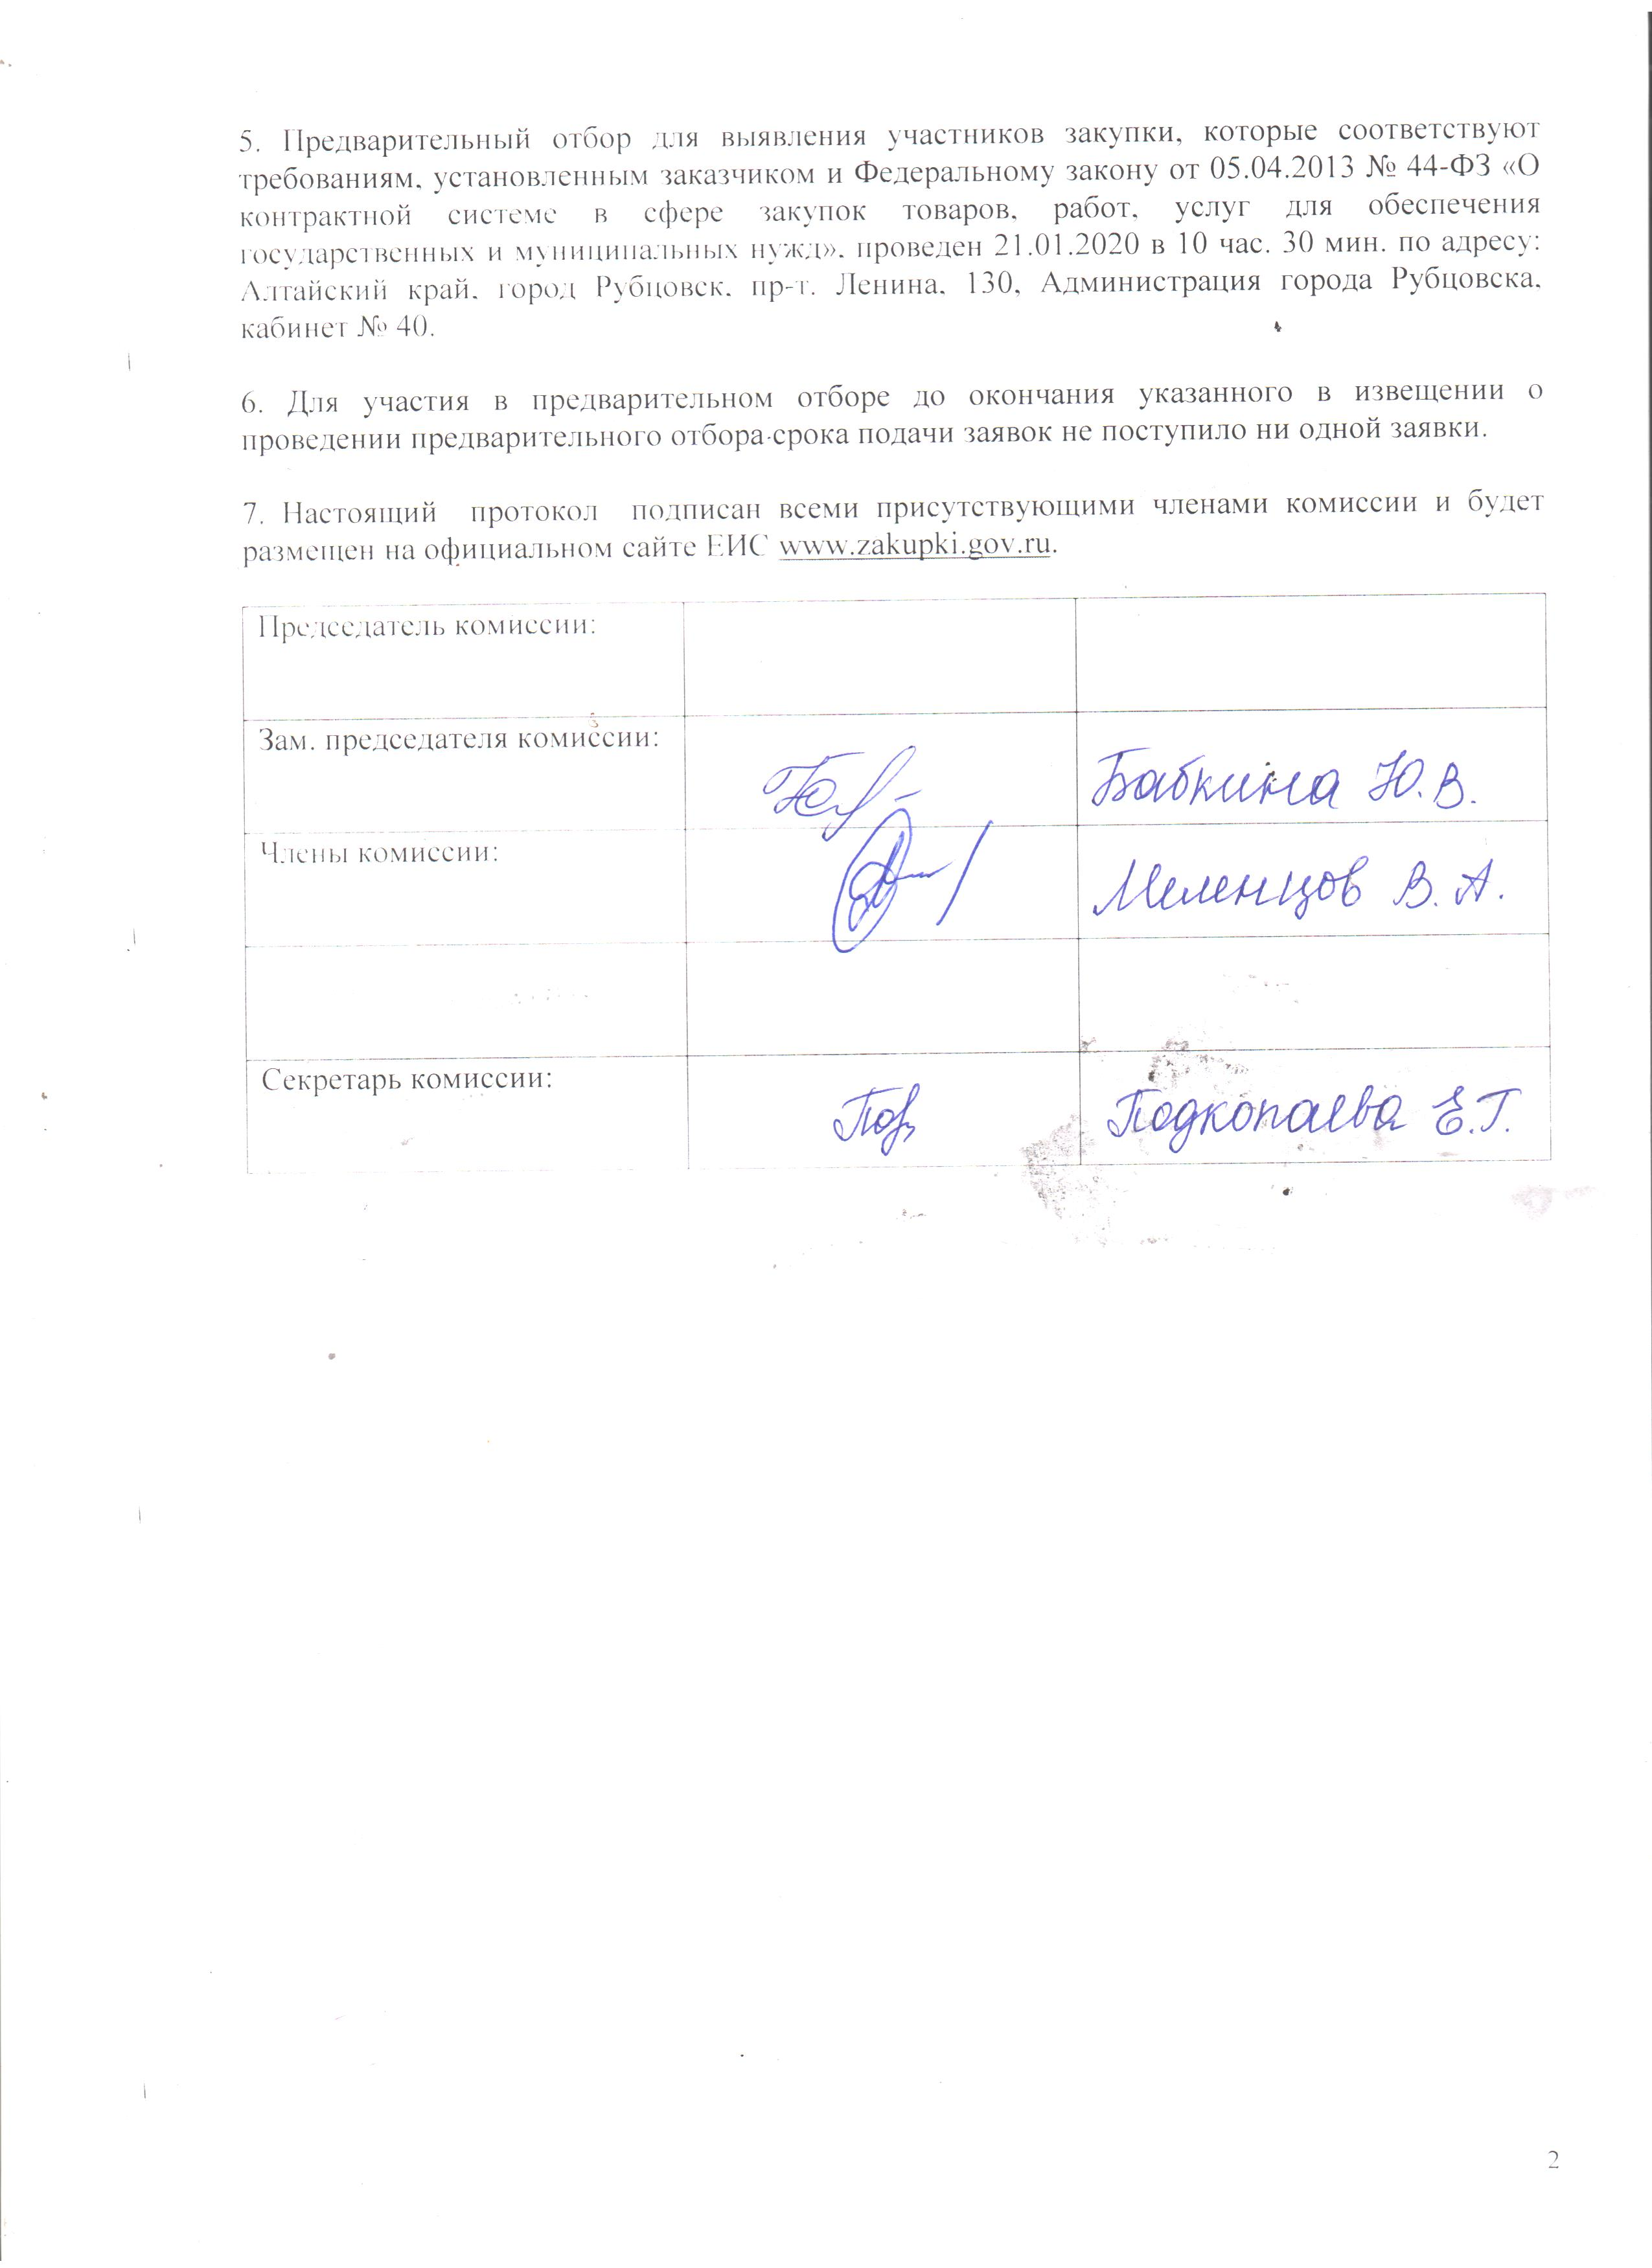 5. Предварительный отбор для выявления участников закупки, которые соответствуют
требованиям, установленным заказчиком и Федеральному закону от 05.04.2013 № 44-ФЗ «О
контрактной системе в сфере закупок товаров, работ, услуг для обеспечения
государственных и муниципальных нужд», проведен 21.01.2020 в 10 час. 30 мин. по адресу:
Алтайский край, город Рубцовск, пр-т. Ленина, 130, Администрация города Рубцовска,
кабинет № 40.
6. Для участия в предварительном отборе до окончания указанного в извещении о
проведении предварительного отбора срока подачи заявок не поступило ни одной заявки.
7. Настоящий протокол подписан всеми присутствующими членами комиссии и будет
размещен на официальном сайте ЕИС www.zakupki.gov.ru.
Председатель комиссии:
Зам. председателя комиссии:
Бабкина Ю.В.
Члены комиссии:
Меленцов В.А.
Секретарь комиссии:
Подкопаева Е.Г.
2